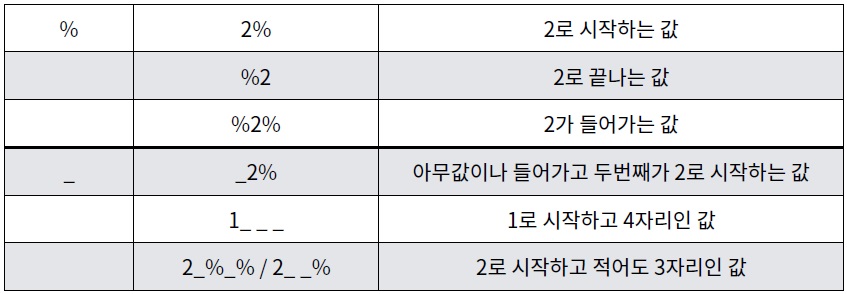 % 2% 2로 시작하는 값
%2 2로 끝나는 값
%2% 2가 들어가는 값
_ _2% 아무값이나 들어가고 두번째가 2로 시작하는 값
1_ _ _ 1로 시작하고 4자리인 값
2_%_% / 2_ _% 2로 시작하고 적어도 3자리인 값